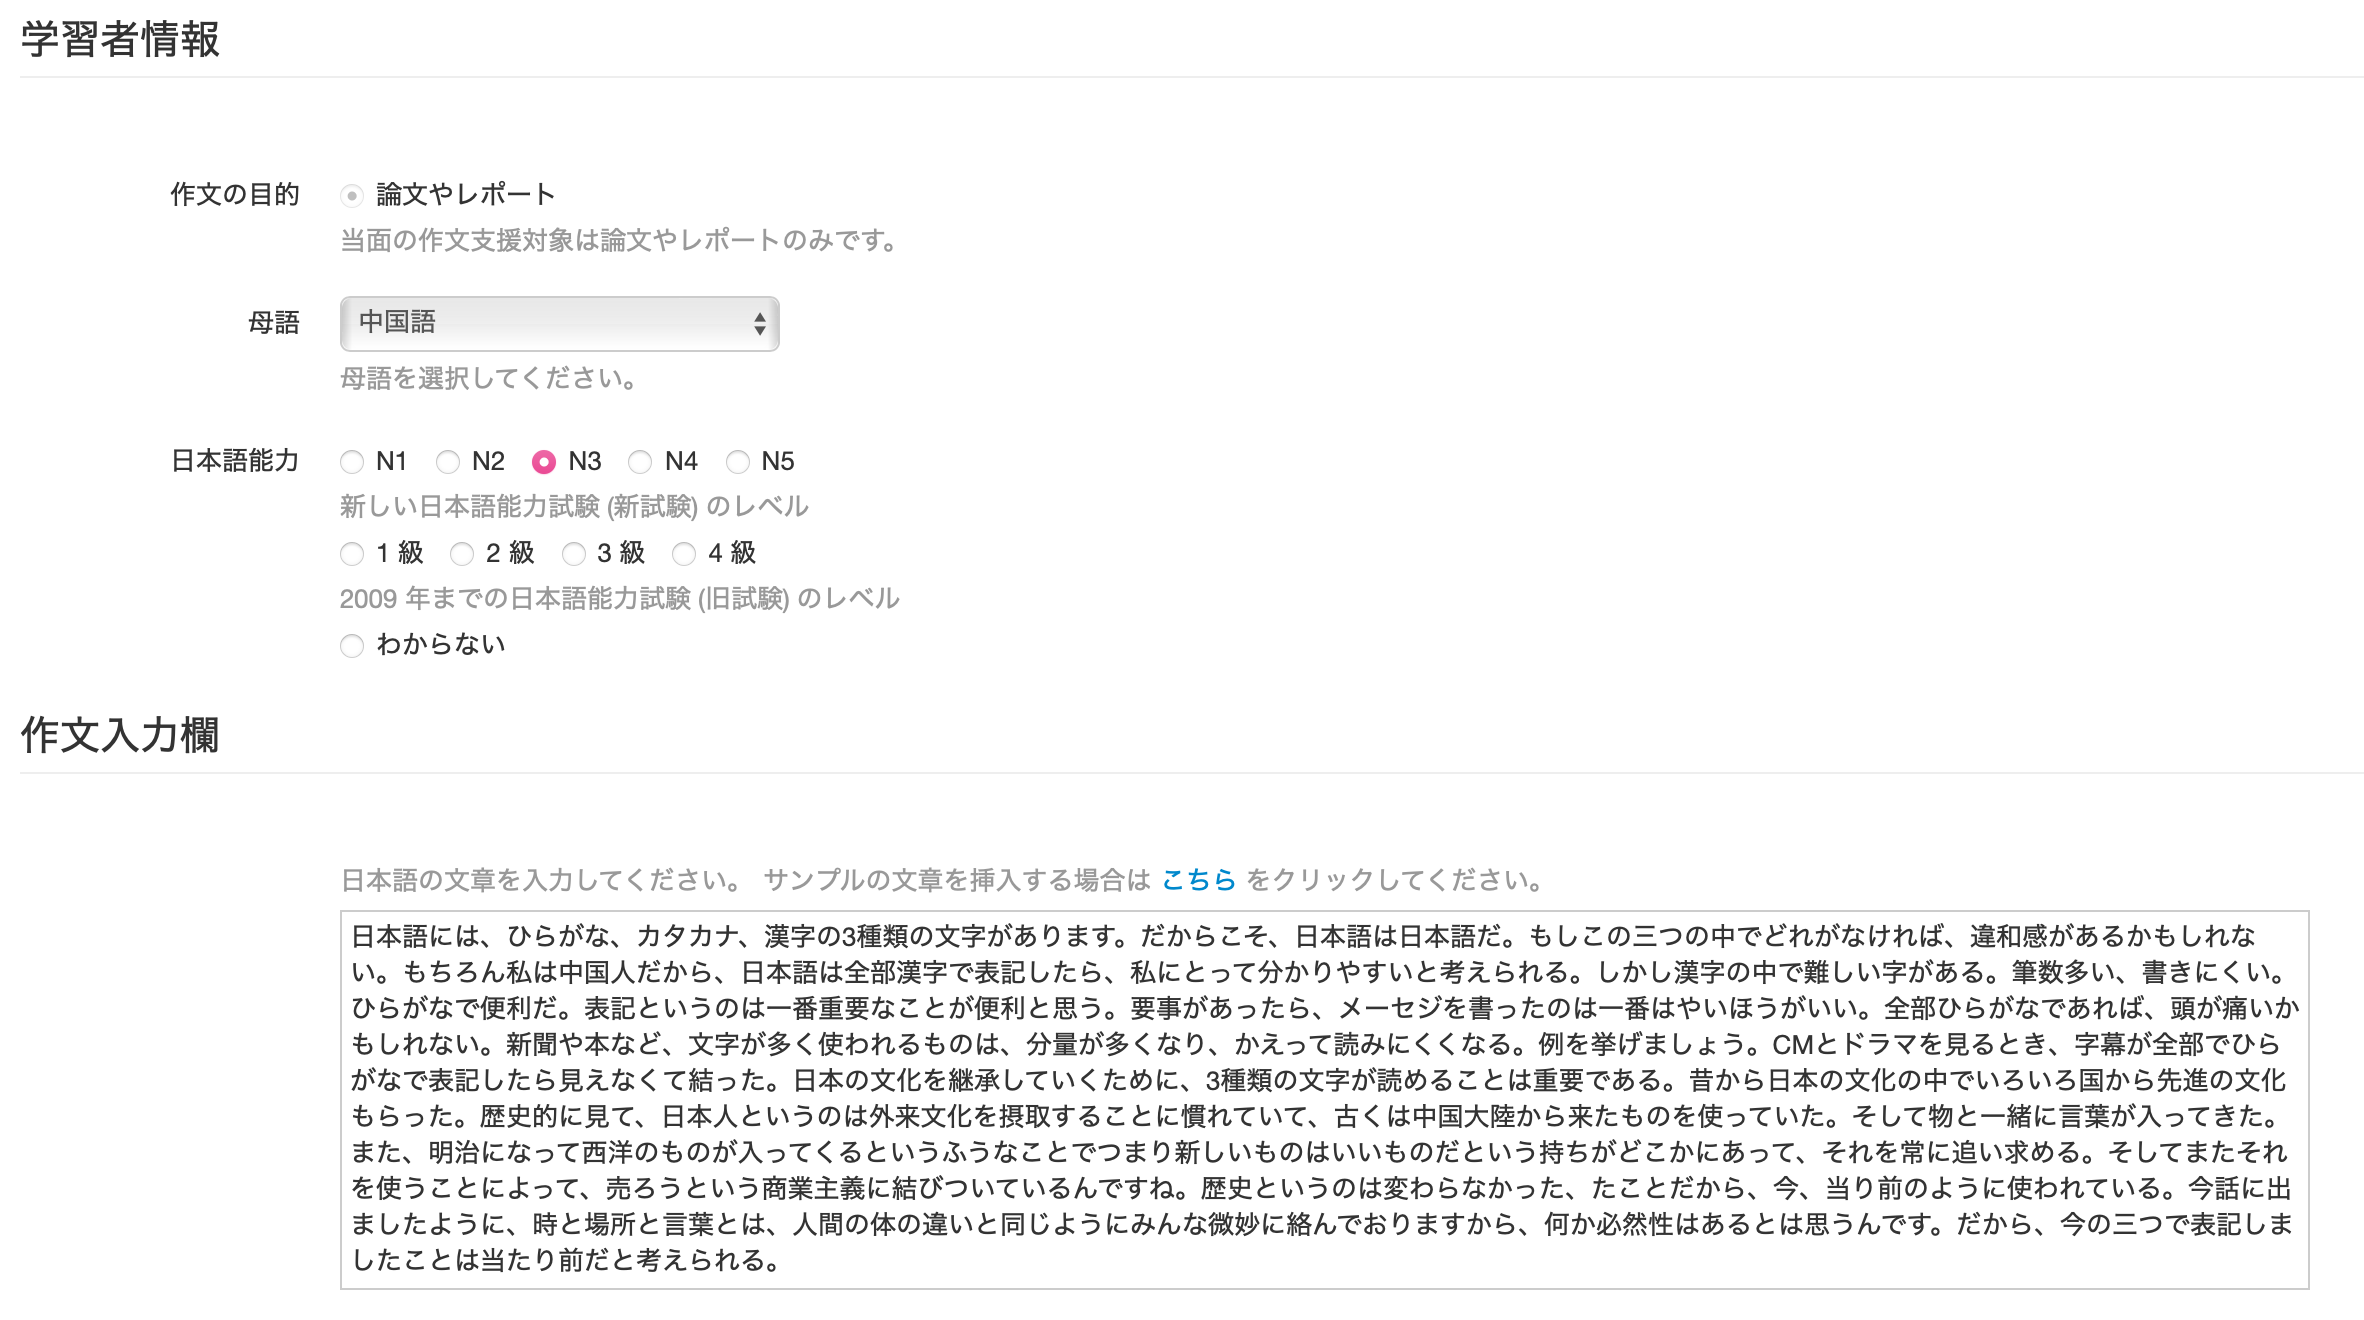 学習者情報
作文の目的
論文やレポート
当面の作文支援対象は論文やレポートのみです。
母語
中国語
母語を選択してください。
日本語能力
N1 N2 N3 N4 N5
新しい日本語能力試験 (新試験) のレベル
1 級 2 級 3 級 4 級
2009 年までの日本語能力試験 (旧試験) のレベル
わからない
作文入力欄
日本語の文章を入力してください。 サンプルの文章を挿入する場合は こちら をクリックしてください。
日本語には、ひらがな、カタカナ、漢字の3種類の文字があります。だからこそ、日本語は日本語だ。もしこの三つの中でどれがなければ、違和感があるかもしれな
い。もちろん私は中国人だから、日本語は全部漢字で表記したら、私にとって分かりやすいと考えられる。しかし漢字の中で難しい字がある。筆数多い、書きにくい。
ひらがなで便利だ。表記というのは一番重要なことが便利と思う。要事があったら、メーセジを書ったのは一番はやいほうがいい。全部ひらがなであれば、頭が痛いか
もしれない。新聞や本など、文字が多く使われるものは、分量が多くなり、かえって読みにくくなる。例を挙げましょう。CMとドラマを見るとき、字幕が全部でひら
がなで表記したら見えなくて結った。日本の文化を継承していくために、3種類の文字が読めることは重要である。昔から日本の文化の中でいろいろ国から先進の文化
もらった。歴史的に見て、日本人というのは外来文化を摂取することに慣れていて、古くは中国大陸から来たものを使っていた。そして物と一緒に言葉が入ってきた。
また、明治になって西洋のものが入ってくるというふうなことでつまり新しいものはいいものだという持ちがどこかにあって、それを常に追い求める。そしてまたそれ
を使うことによって、売ろうという商業主義に結びついているんですね。歴史というのは変わらなかった、たことだから、今、当り前のように使われている。今話に出
ましたように、時と場所と言葉とは、人間の体の違いと同じようにみんな微妙に絡んでおりますから、何か必然性はあるとは思うんです。だから、今の三つで表記しま
したことは当たり前だと考えられる。